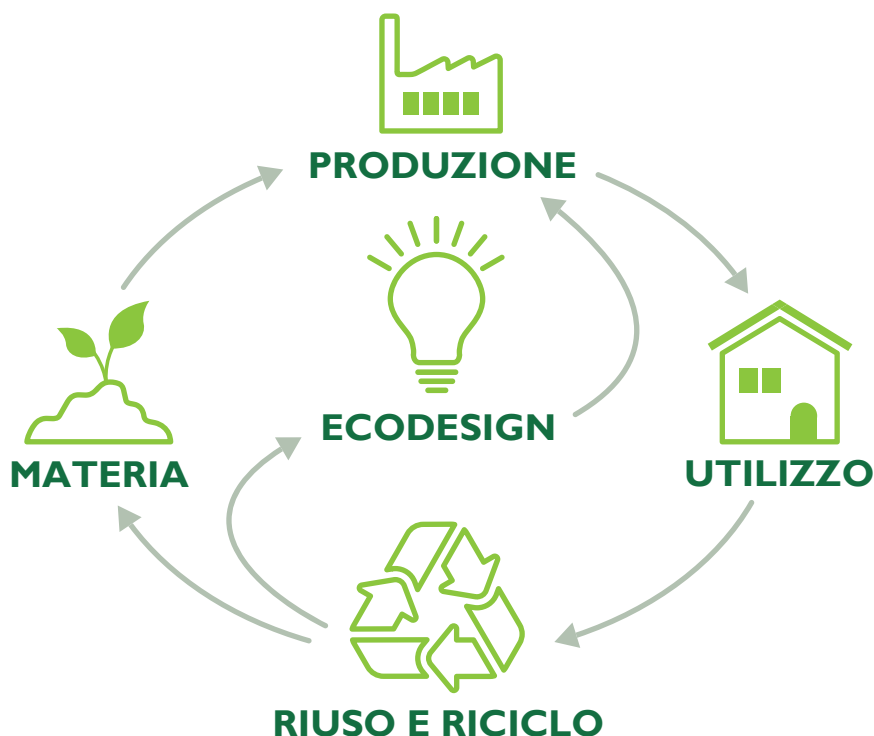 PRODUZIONE
ECODESIGN
MATERIA
UTILIZZO
RIUSO E RICICLO